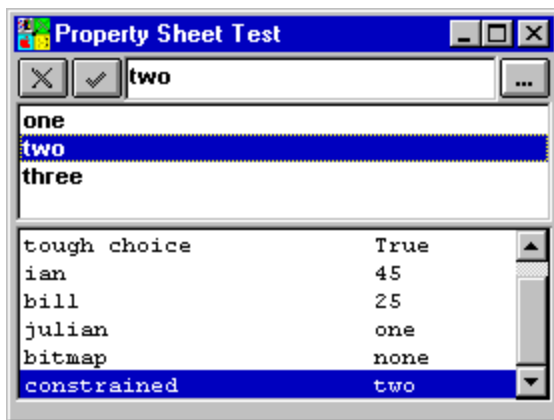 Property Sheet Test
two ...
one
two
three
tough choice True
ian 45
bill 25
julian one
bitmap none
constrained two